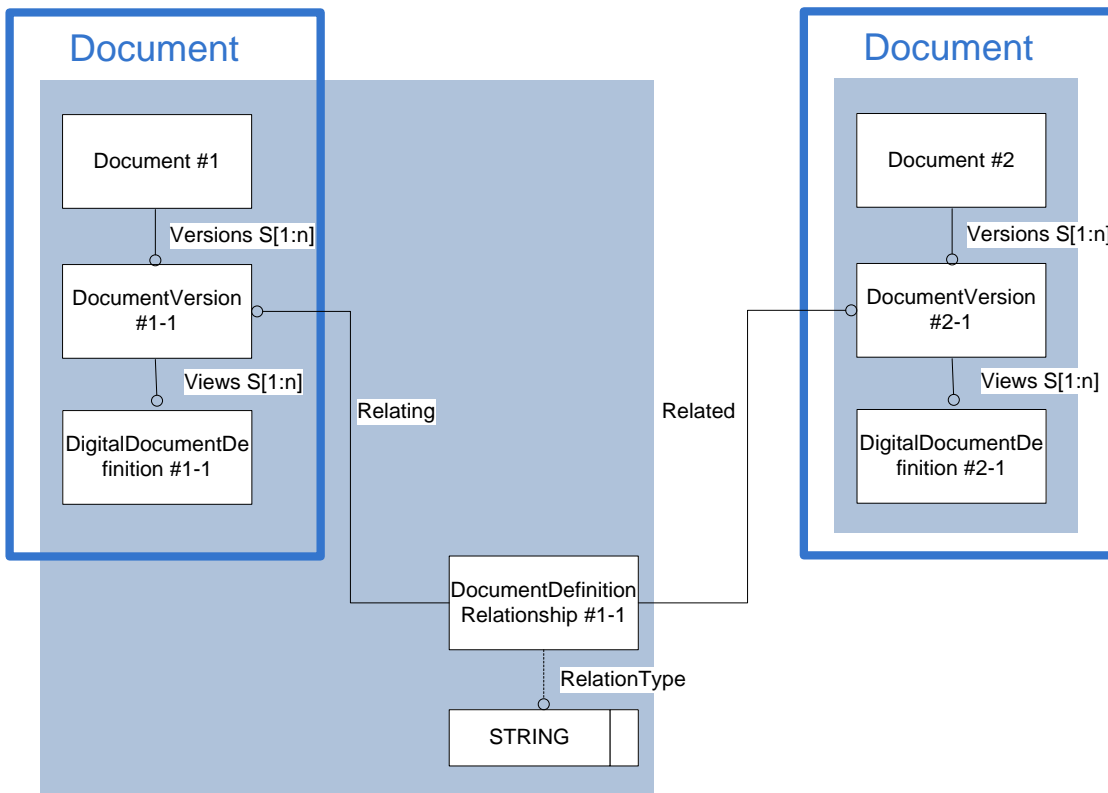 Document
Document #1
Versions S[1:n]
DocumentVersion
#1-1
Views S[1:n]
DigitalDocumentDe
finition #1-1
Relating
Related
Document
Document #2
Versions S[1:n]
DocumentVersion
#2-1
Views S[1:n]
DigitalDocumentDe
finition #2-1
DocumentDefinition
Relationship #1-1
RelationType
STRING